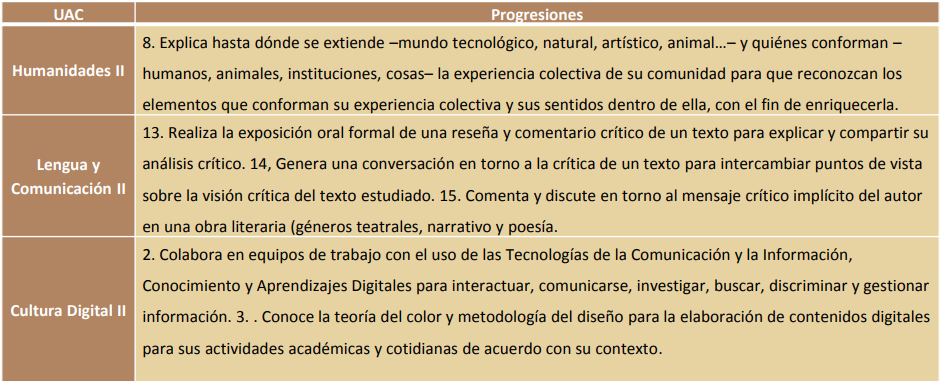 UAC
Progresiones
Humanidades II
8. Explica hasta dónde se extiende –mundo tecnológico, natural, artístico, animal…– y quiénes conforman –
humanos, animales, instituciones, cosas– la experiencia colectiva de su comunidad para que reconozcan los
elementos que conforman su experiencia colectiva y sus sentidos dentro de ella, con el fin de enriquecerla.
Lengua y
Comunicación II
13. Realiza la exposición oral formal de una reseña y comentario crítico de un texto para explicar y compartir su
análisis crítico. 14, Genera una conversación en torno a la crítica de un texto para intercambiar puntos de vista
sobre la visión crítica del texto estudiado. 15. Comenta y discute en torno al mensaje crítico implícito del autor
en una obra literaria (géneros teatrales, narrativo y poesía.
Cultura Digital II
2. Colabora en equipos de trabajo con el uso de las Tecnologías de la Comunicación y la Información,
Conocimiento y Aprendizajes Digitales para interactuar, comunicarse, investigar, buscar, discriminar y gestionar
información. 3. . Conoce la teoría del color y metodología del diseño para la elaboración de contenidos digitales
para sus actividades académicas y cotidianas de acuerdo con su contexto.